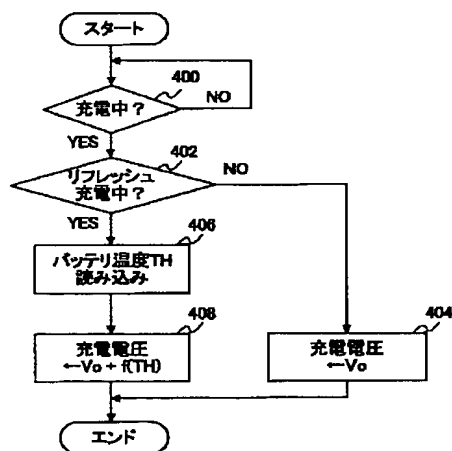 スタート
400
充電中？
NO
YES
402
リフレッシュ
充電中？
NO
YES
406
バッテリ温度TH
読み込み
408
充電電圧
←Vo + f(TH)
404
充電電圧
←Vo
エンド